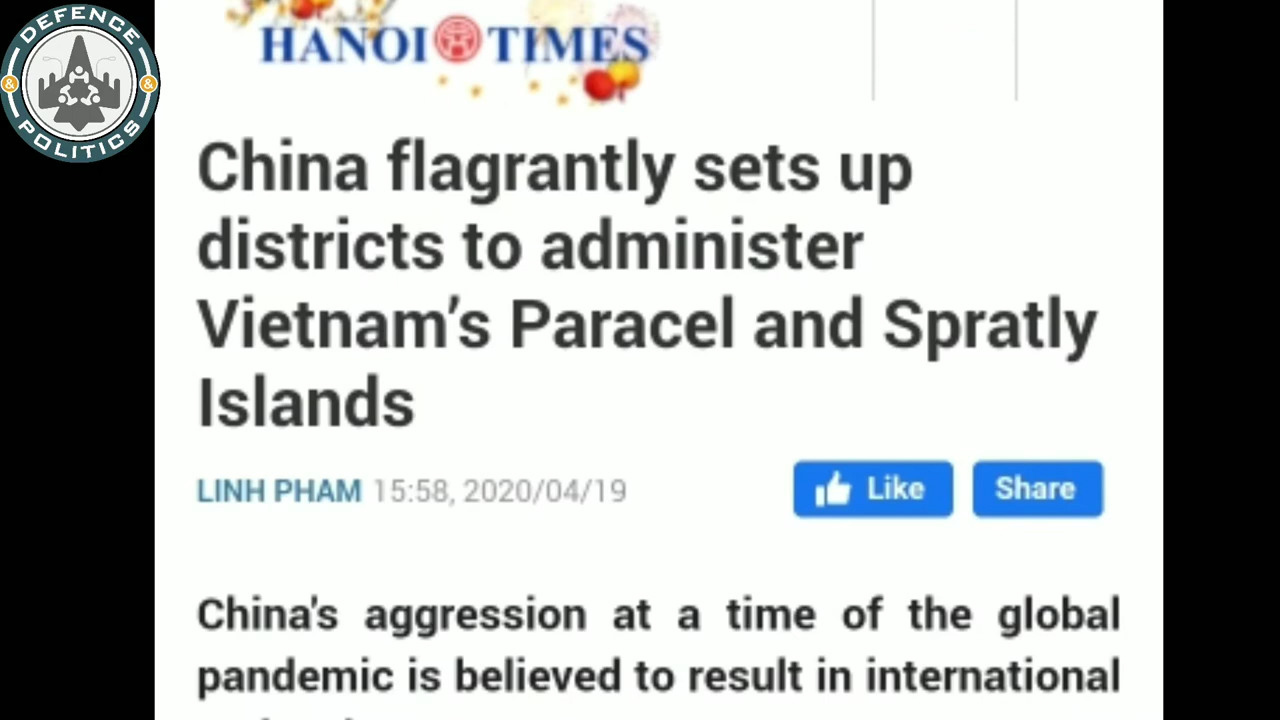 DEFENCE
& &
POLITICS
HANOI TIMES
China flagrantly sets up
districts to administer
Vietnam's Paracel and Spratly
Islands
LINH PHAM 15:58, 2020/04/19
Like Share
China's aggression at a time of the global
pandemic is believed to result in international